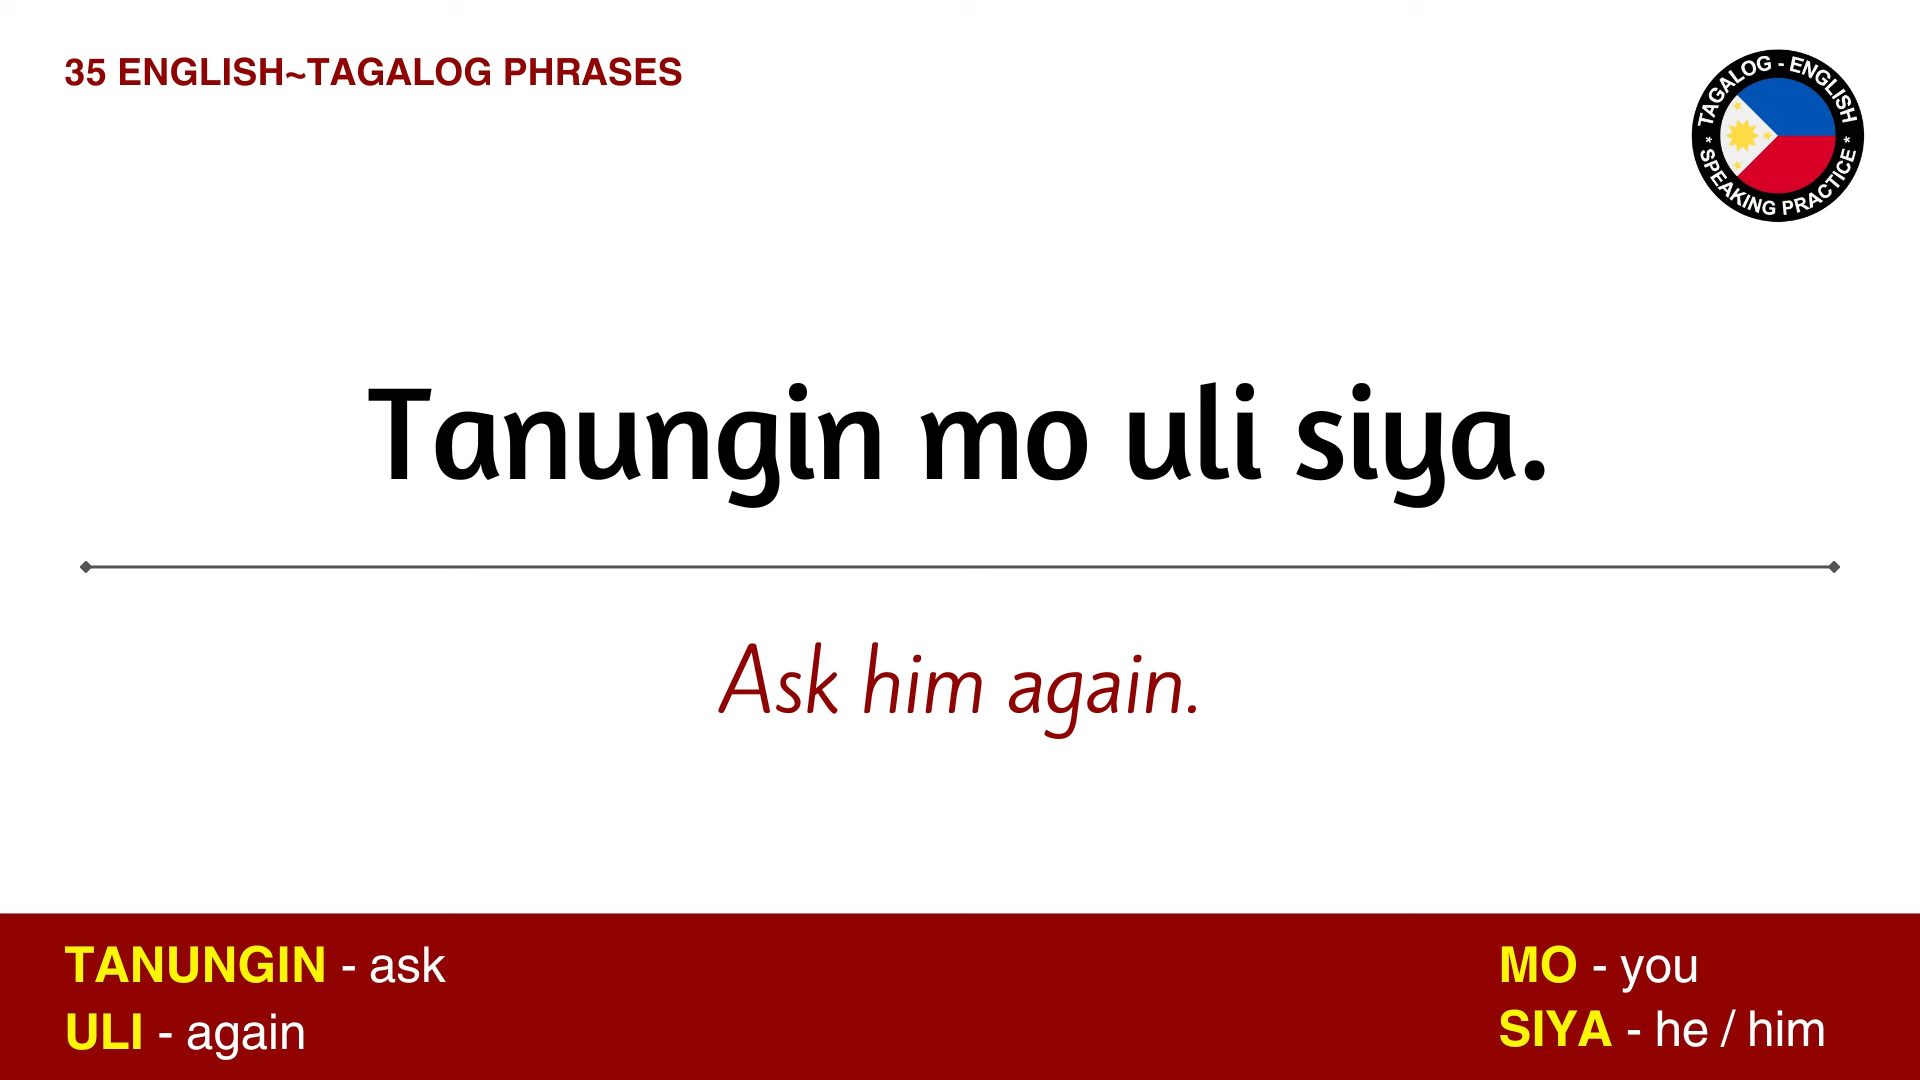 35 ENGLISH~TAGALOG PHRASES
TAGALOG - ENGLISH
* SPEAKING PRACTICE *
Tanungin mo uli siya.
Ask him again.
TANUNGIN - ask
ULI - again
MO - you
SIYA - he / him